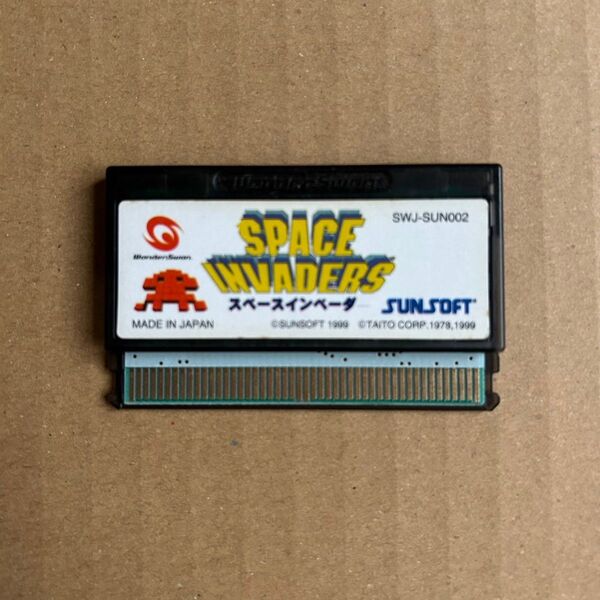 WonderSwan
SWJ-SUN002
SPACE
INVADERS
WonderSwan
スペースインベーダー
SUNSOFT
MADE IN JAPAN
©SUNSOFT 1999 ©TAITO CORP.1978,1999